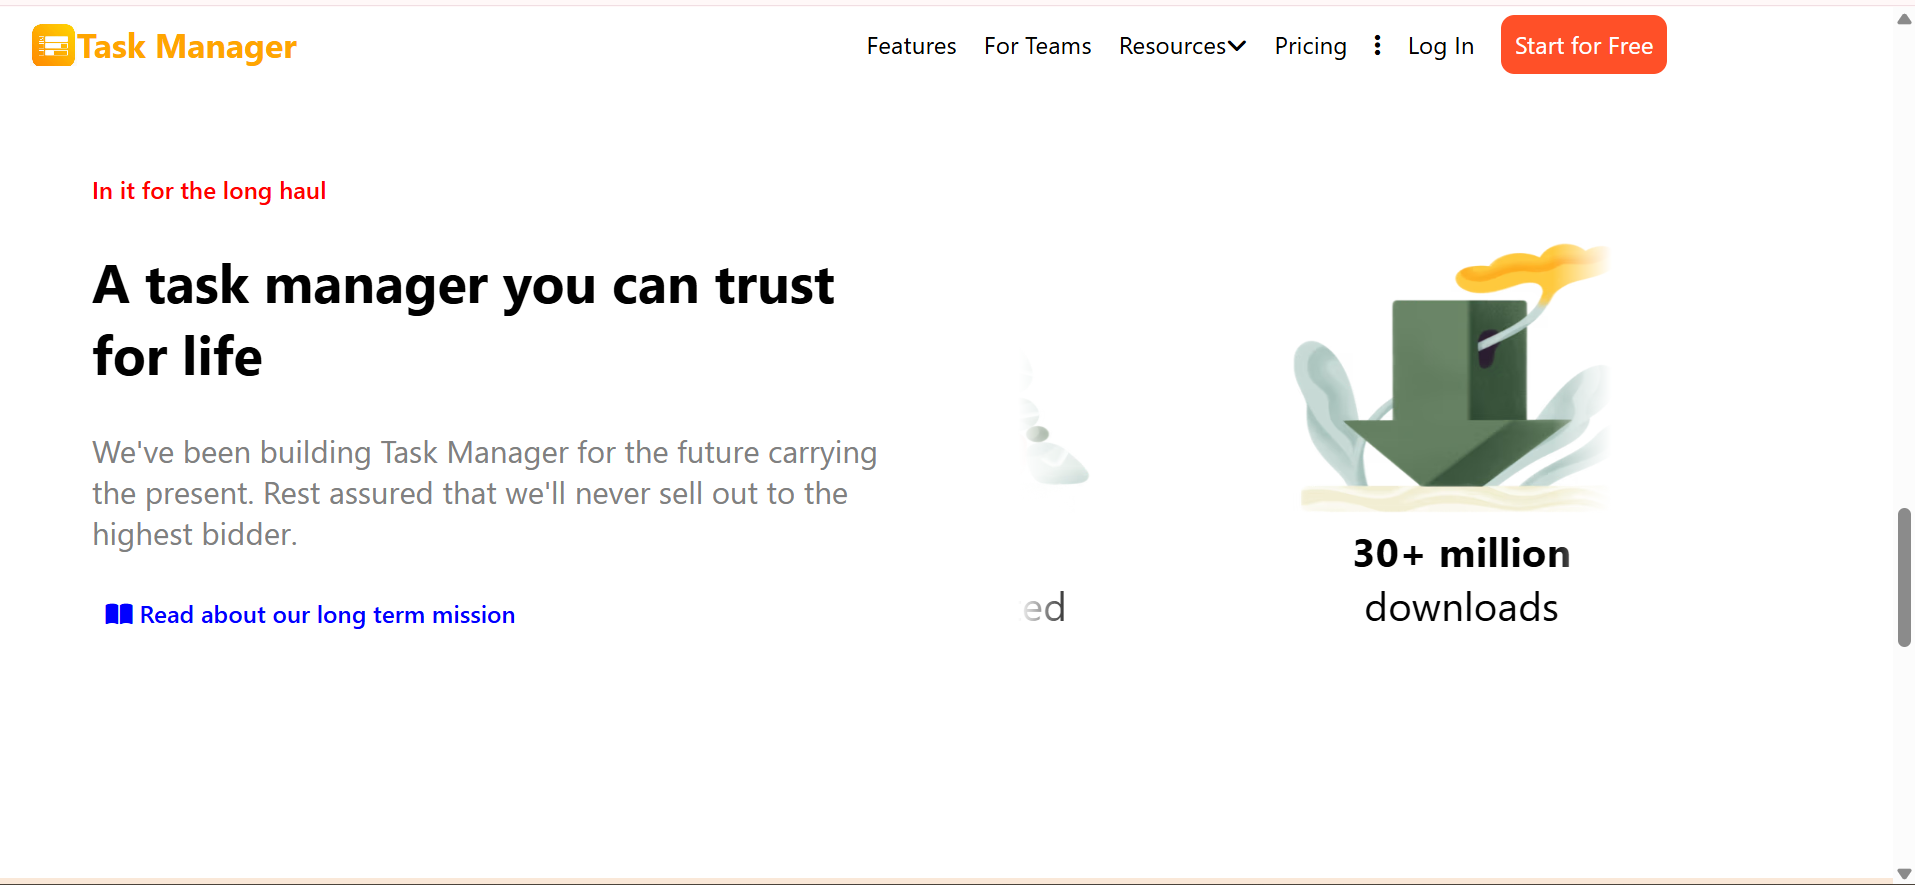 Task Manager
Features
For Teams
Resources
Pricing
Log In
Start for Free
In it for the long haul
A task manager you can trust
for life
We've been building Task Manager for the future carrying
the present. Rest assured that we'll never sell out to the
highest bidder.
Read about our long term mission
30+ million
downloads